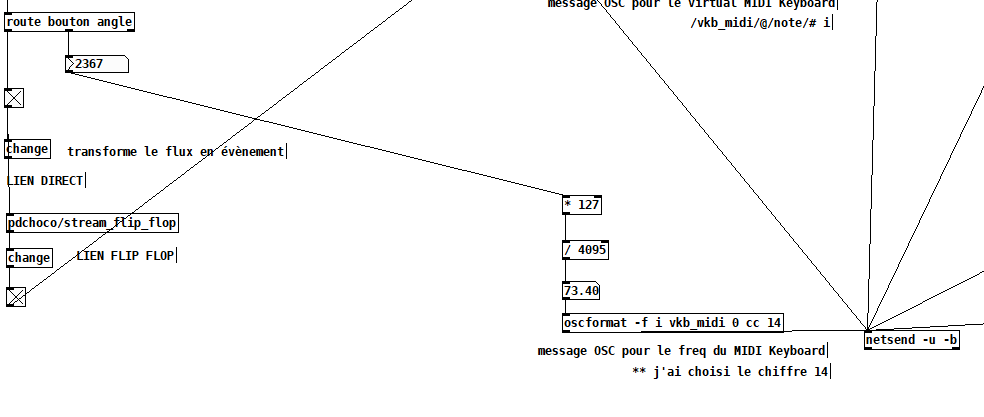 message OSC pour le Virtual MIDI Keyboard
/vkb_midi/@/note/# i
route bouton angle
2367
change
transforme le flux en évènement
LIEN DIRECT
* 127
pdchoco/stream_flip_flop
/ 4095
change
LIEN FLIP FLOP
73.40
oscformat -f i vkb_midi 0 cc 14
netsend -u -b
message OSC pour le freq du MIDI Keyboard
** j'ai choisi le chiffre 14